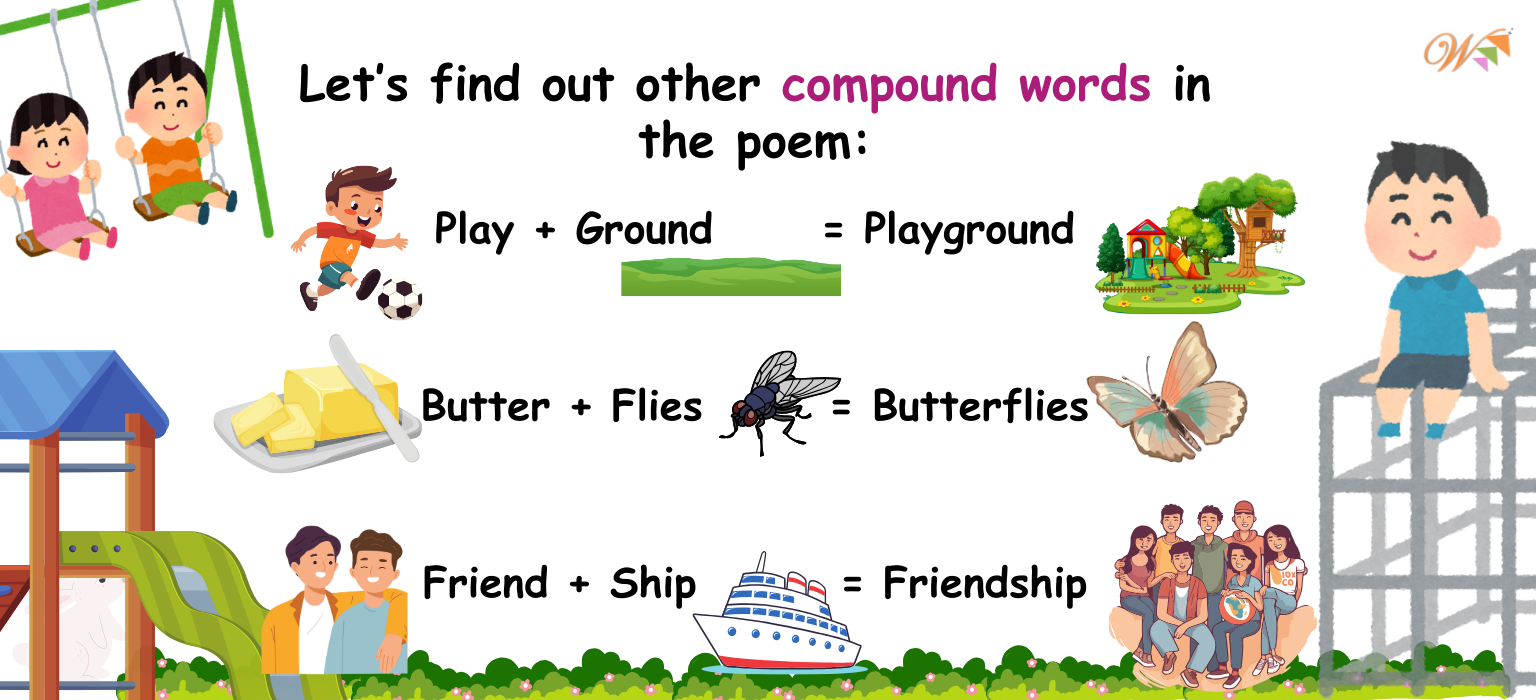 W
Let's find out other compound words in
the poem:
Play + Ground = Playground
Butter + Flies = Butterflies
Friend + Ship = Friendship